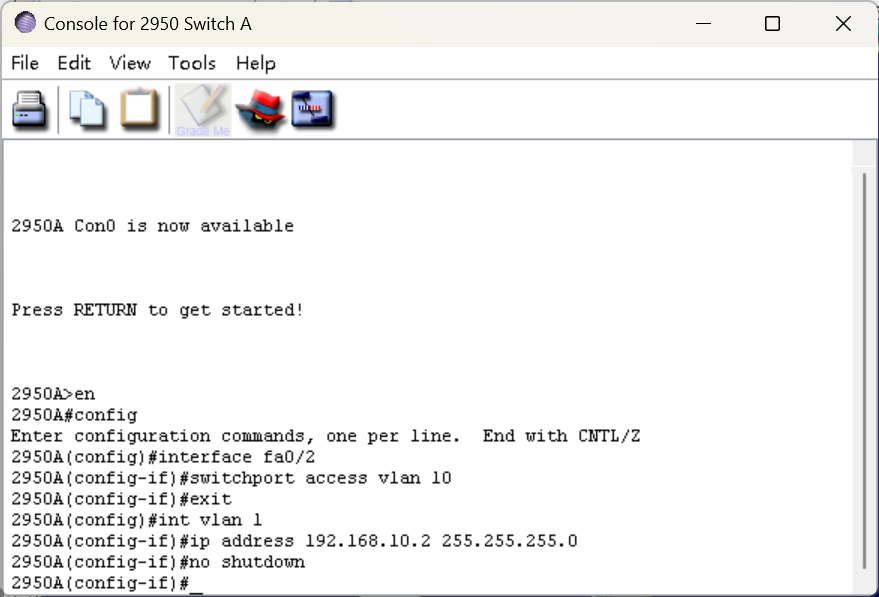 Console for 2950 Switch A
File Edit View Tools Help
Grade Me
2950A Con0 is now available
Press RETURN to get started!
2950A>en
2950A#config
Enter configuration commands, one per line.  End with CNTL/Z
2950A(config)#interface fa0/2
2950A(config-if)#switchport access vlan 10
2950A(config-if)#exit
2950A(config)#int vlan 1
2950A(config-if)#ip address 192.168.10.2 255.255.255.0
2950A(config-if)#no shutdown
2950A(config-if)#_